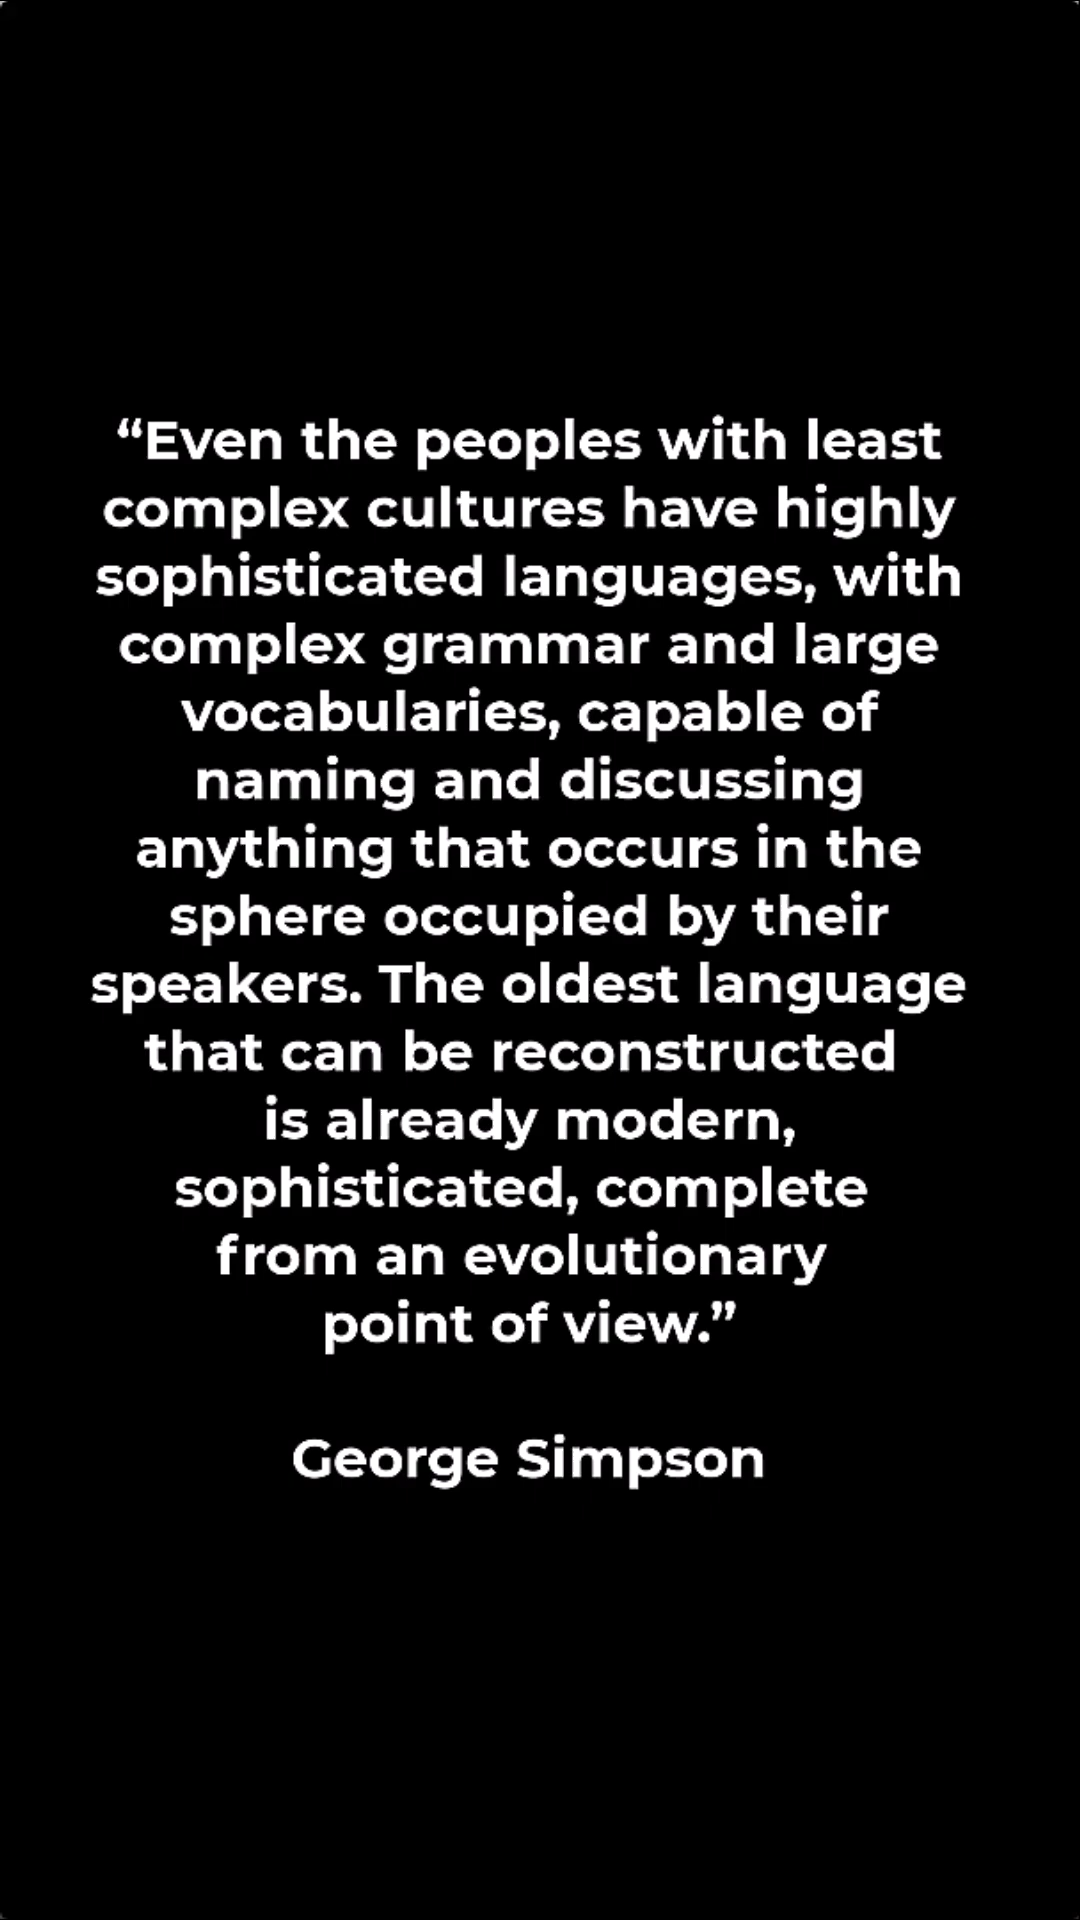 “Even the peoples with least
complex cultures have highly
sophisticated languages, with
complex grammar and large
vocabularies, capable of
naming and discussing
anything that occurs in the
sphere occupied by their
speakers. The oldest language
that can be reconstructed
is already modern,
sophisticated, complete
from an evolutionary
point of view.”
George Simpson